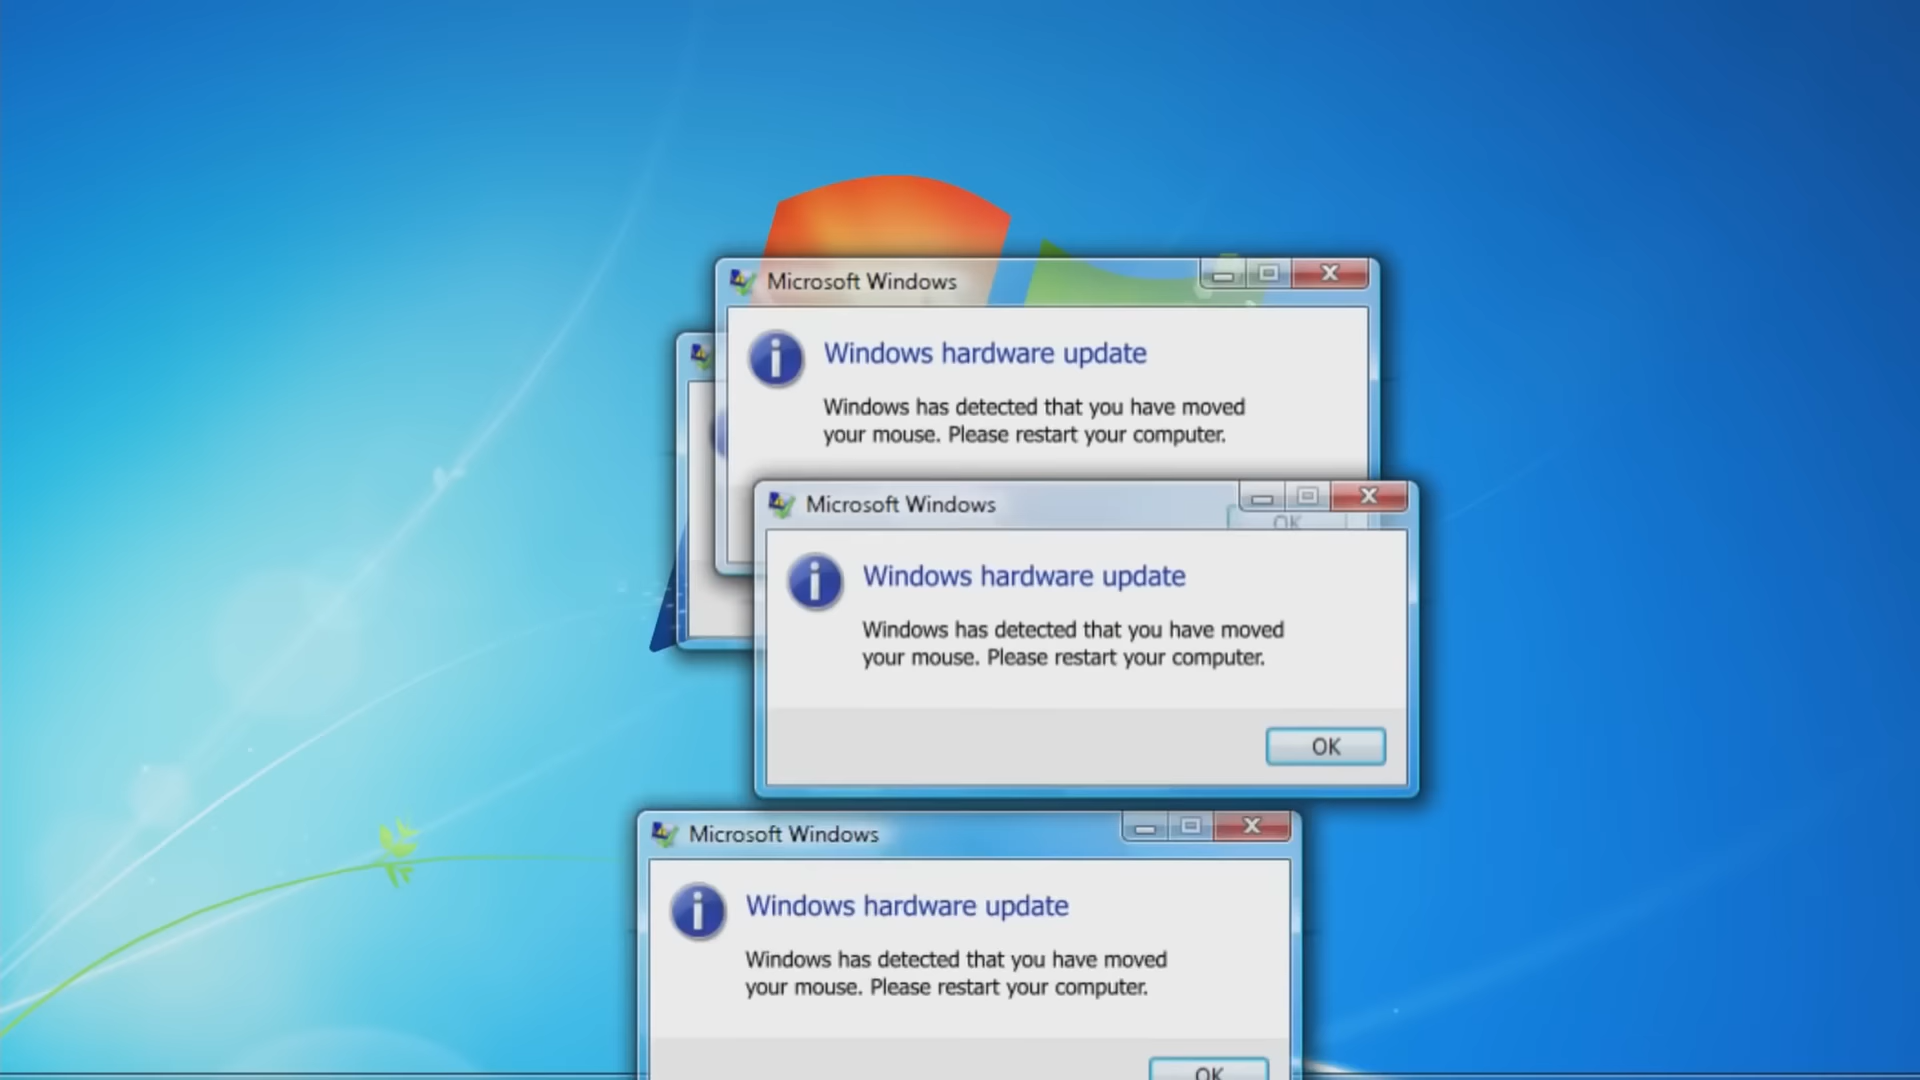 Microsoft Windows
Windows hardware update
Windows has detected that you have moved
your mouse. Please restart your computer.
OK
Microsoft Windows
Windows hardware update
Windows has detected that you have moved
your mouse. Please restart your computer.
OK
Microsoft Windows
Windows hardware update
Windows has detected that you have moved
your mouse. Please restart your computer.
OK